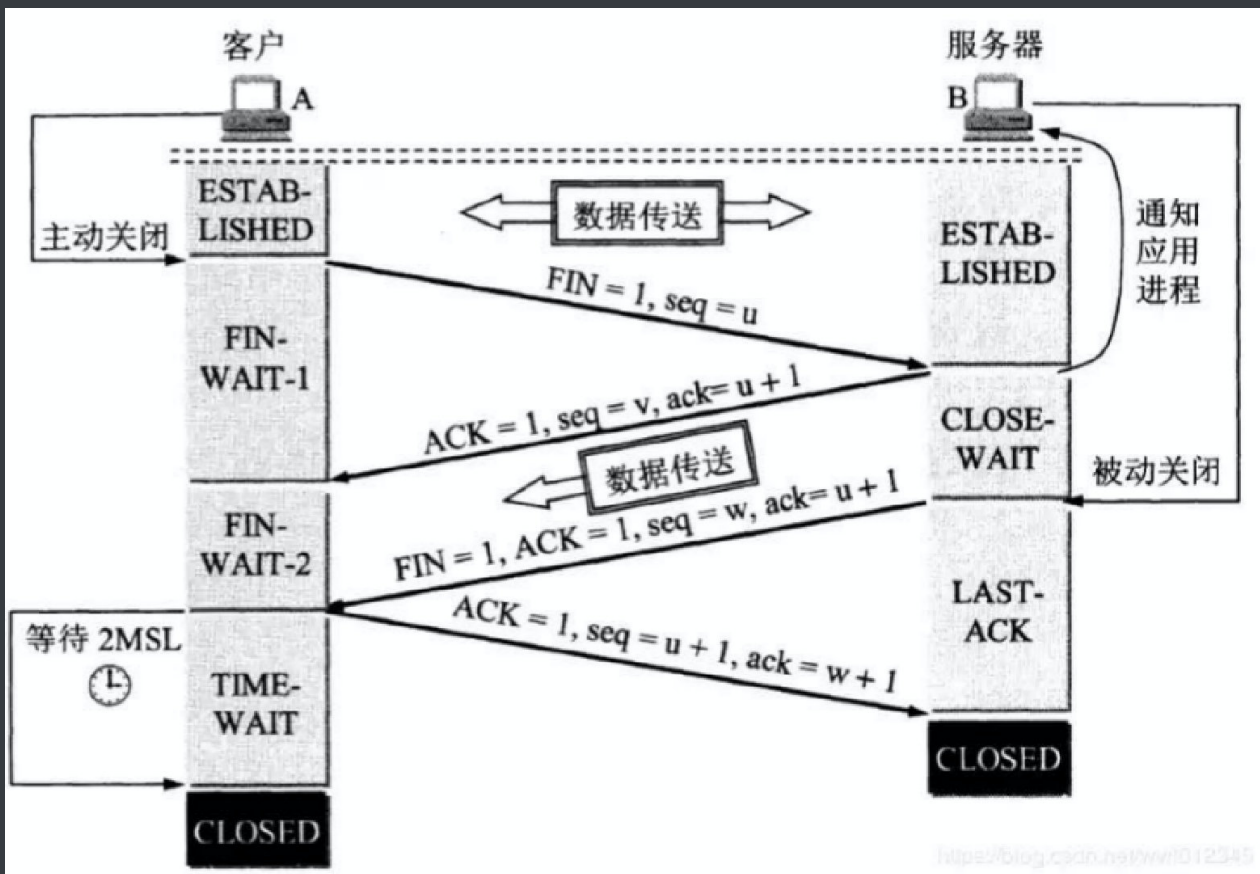 客户
服务器
A
B
ESTAB-
LISHED
数据传送
ESTAB-
LISHED
通知
应用
进程
主动关闭
FIN = 1, seq = u
FIN-
WAIT-1
ACK = 1, seq = v, ack= u + 1
CLOSE-
WAIT
数据传送
被动关闭
FIN-
WAIT-2
FIN = 1, ACK = 1, seq = w, ack= u + 1
LAST-
ACK
等待 2MSL
ACK = 1, seq = u + 1, ack = w + 1
TIME-
WAIT
CLOSED
CLOSED